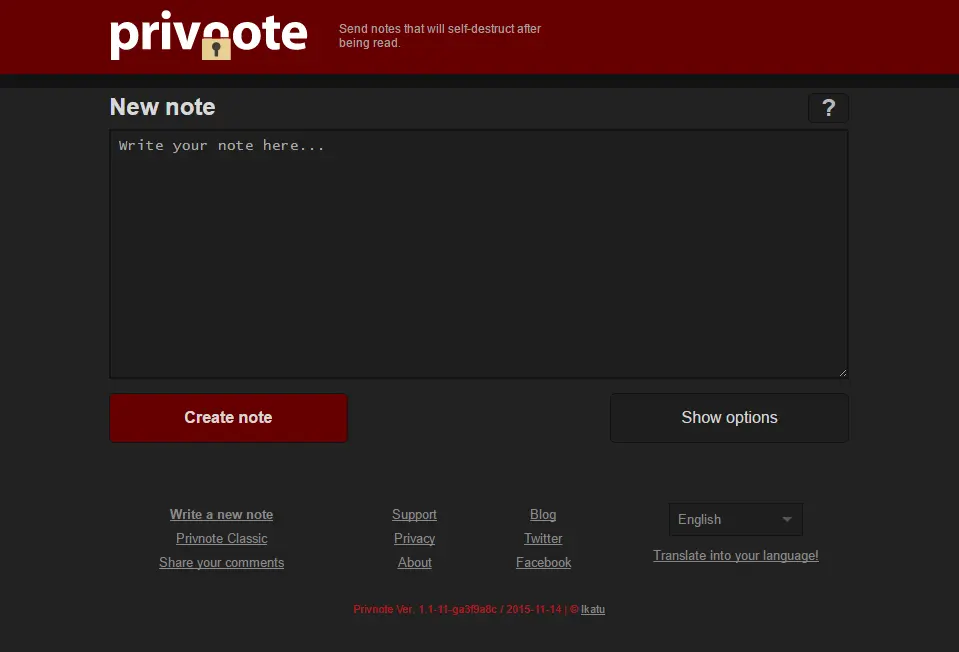 privnote
Send notes that will self-destruct after
being read.
New note
?
Write your note here...
Create note
Show options
Write a new note
Privnote Classic
Share your comments
Support
Privacy
About
Blog
Twitter
Facebook
English
Translate into your language!
Privnote Ver. 1.1-11-ga3f9a8c / 2015-11-14 | © Ikatu